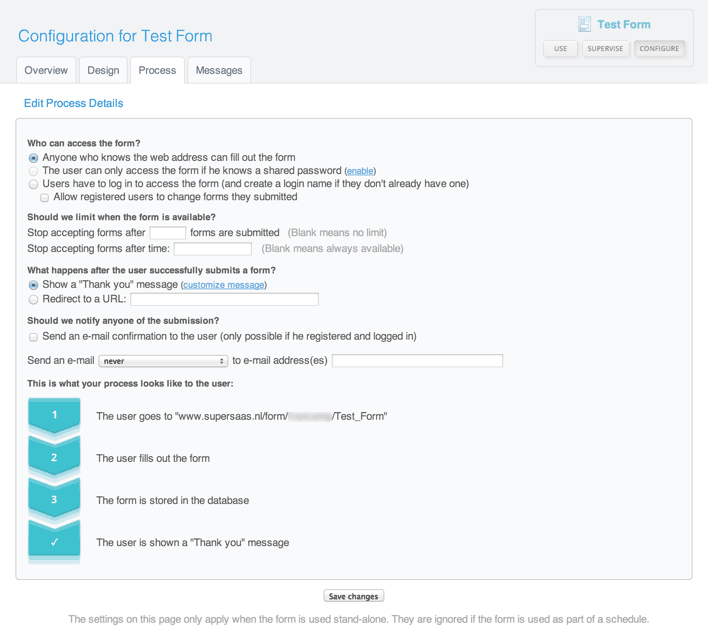 Configuration for Test Form
Test Form
USE SUPERVISE CONFIGURE
Overview Design Process Messages
Edit Process Details
Who can access the form?
Anyone who knows the web address can fill out the form
The user can only access the form if he knows a shared password (enable)
Users have to log in to access the form (and create a login name if they don't already have one)
Allow registered users to change forms they submitted
Should we limit when the form is available?
Stop accepting forms after forms are submitted (Blank means no limit)
Stop accepting forms after time: (Blank means always available)
What happens after the user successfully submits a form?
Show a "Thank you" message (customize message)
Redirect to a URL:
Should we notify anyone of the submission?
Send an e-mail confirmation to the user (only possible if he registered and logged in)
Send an e-mail never to e-mail address(es)
This is what your process looks like to the user:
1 The user goes to "www.supersaas.nl/form/ /Test_Form"
2 The user fills out the form
3 The form is stored in the database
✓ The user is shown a "Thank you" message
Save changes
The settings on this page only apply when the form is used stand-alone. They are ignored if the form is used as part of a schedule.